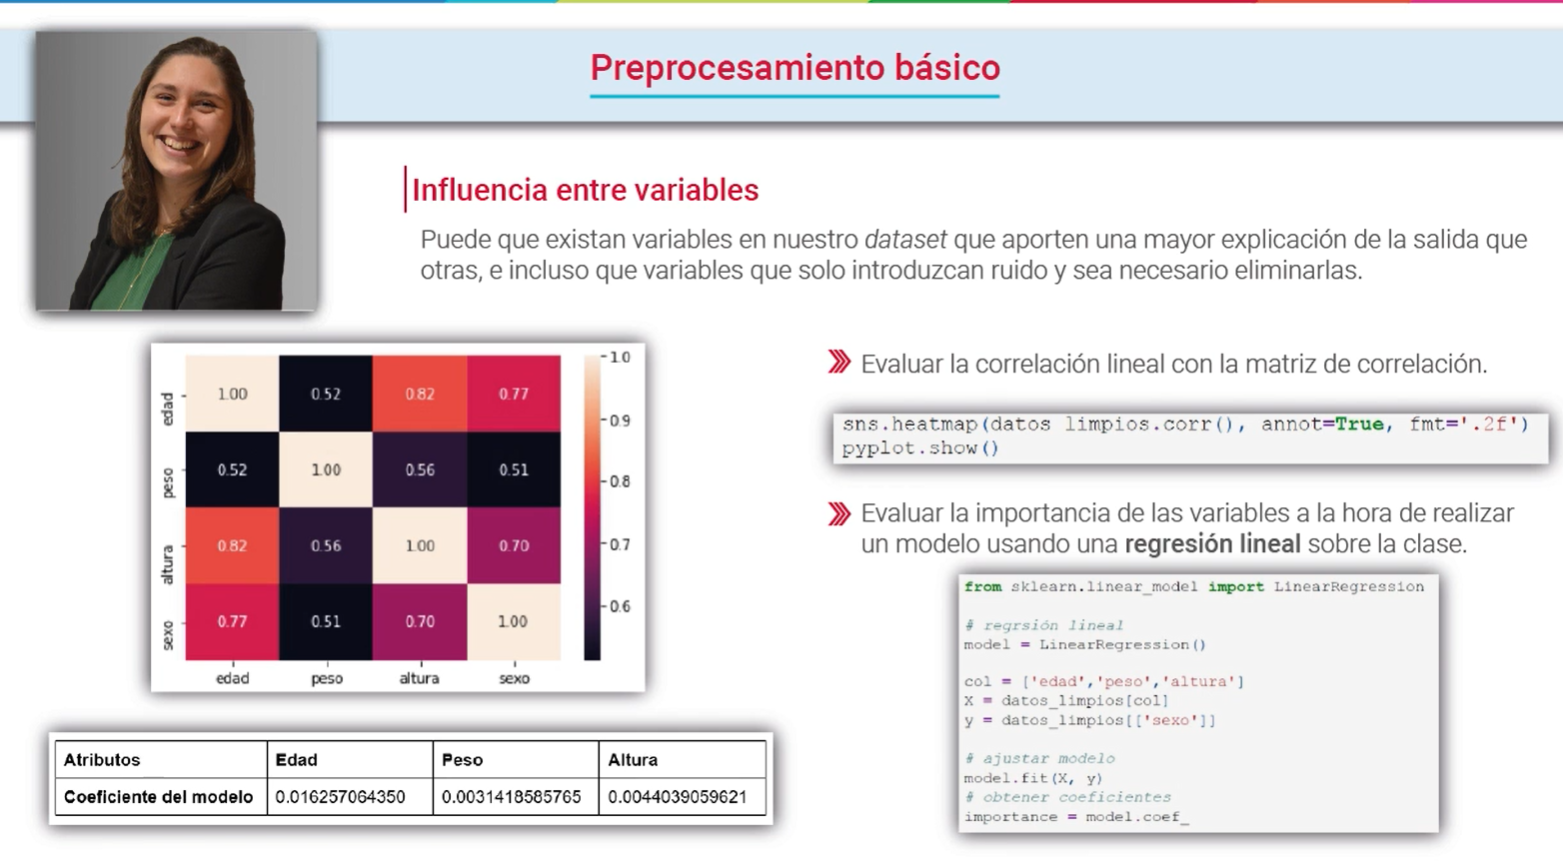 Preprocesamiento básico
Influencia entre variables
Puede que existan variables en nuestro dataset que aporten una mayor explicación de la salida que
otras, e incluso que variables que solo introduzcan ruido y sea necesario eliminarlas.
edad 1.00 0.52 0.82 0.77
peso 0.52 1.00 0.56 0.51
altura 0.82 0.56 1.00 0.70
sexo 0.77 0.51 0.70 1.00
edad peso altura sexo
1.0
0.9
0.8
0.7
0.6
Atributos Edad Peso Altura
Coeficiente del modelo 0.016257064350 0.0031418585765 0.0044039059621
Evaluar la correlación lineal con la matriz de correlación.
sns.heatmap(datos limpios.corr(), annot=True, fmt='.2f')
pyplot.show()
Evaluar la importancia de las variables a la hora de realizar
un modelo usando una regresión lineal sobre la clase.
from sklearn.linear_model import LinearRegression
# regrsión lineal
model = LinearRegression()
col = ['edad','peso','altura']
X = datos_limpios[col]
y = datos_limpios[['sexo']]
# ajustar modelo
model.fit(X, y)
# obtener coeficientes
importance = model.coef_